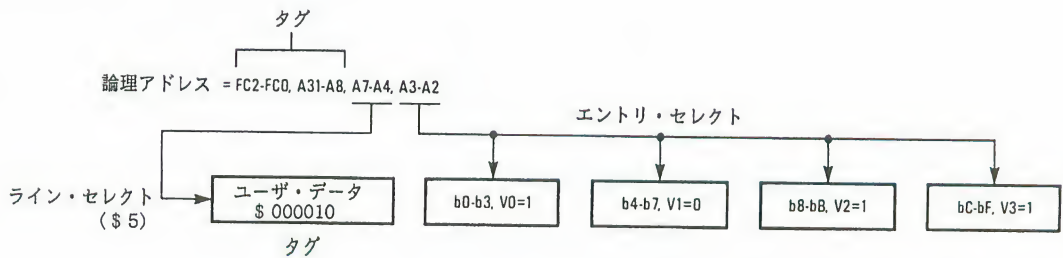 タグ
論理アドレス = FC2-FC0, A31-A8, A7-A4, A3-A2
エントリ・セレクト
ライン・セレクト
($5)
ユーザ・データ
$ 000010
b0-b3, V0=1
b4-b7, V1=0
b8-bB, V2=1
bC-bF, V3=1
タグ